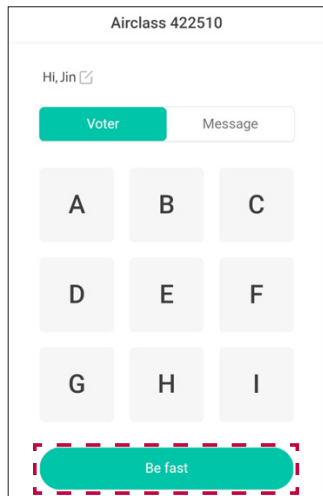 Airclass 422510
Hi, Jin
Voter Message
A B C
D E F
G H I
Be fast